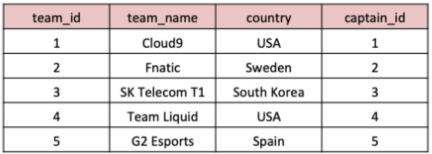 team_id team_name country captain_id
1 Cloud9 USA 1
2 Fnatic Sweden 2
3 SK Telecom T1 South Korea 3
4 Team Liquid USA 4
5 G2 Esports Spain 5